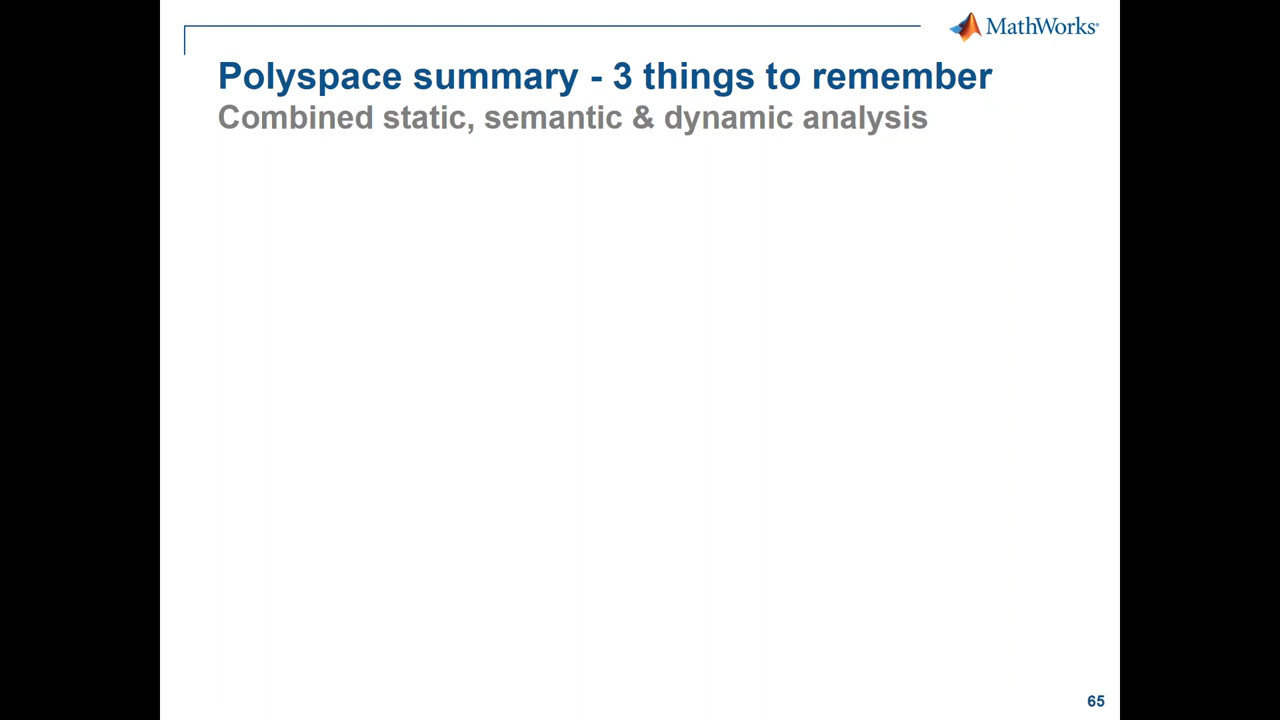 MathWorks®
Polyspace summary - 3 things to remember
Combined static, semantic & dynamic analysis
65